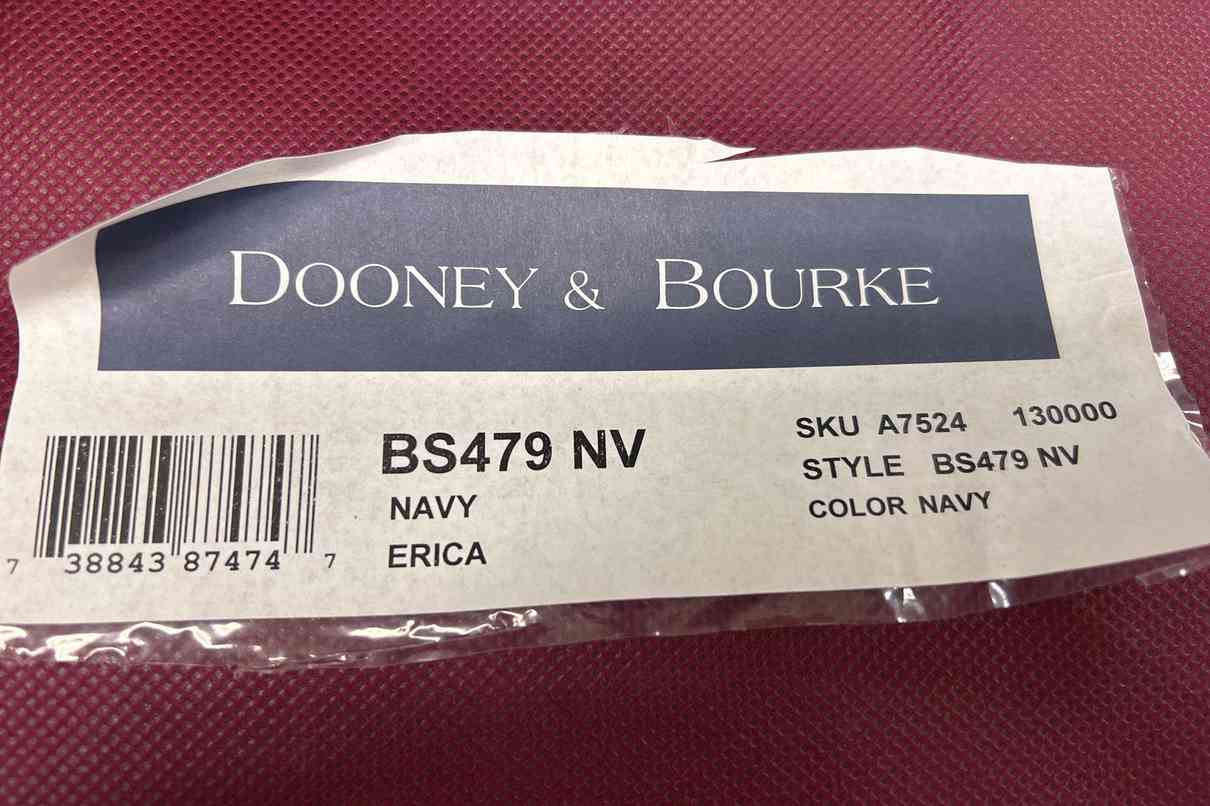 DOONEY & BOURKE
BS479 NV
NAVY
ERICA
7 38843 87474 7
SKU A7524 130000
STYLE BS479 NV
COLOR NAVY